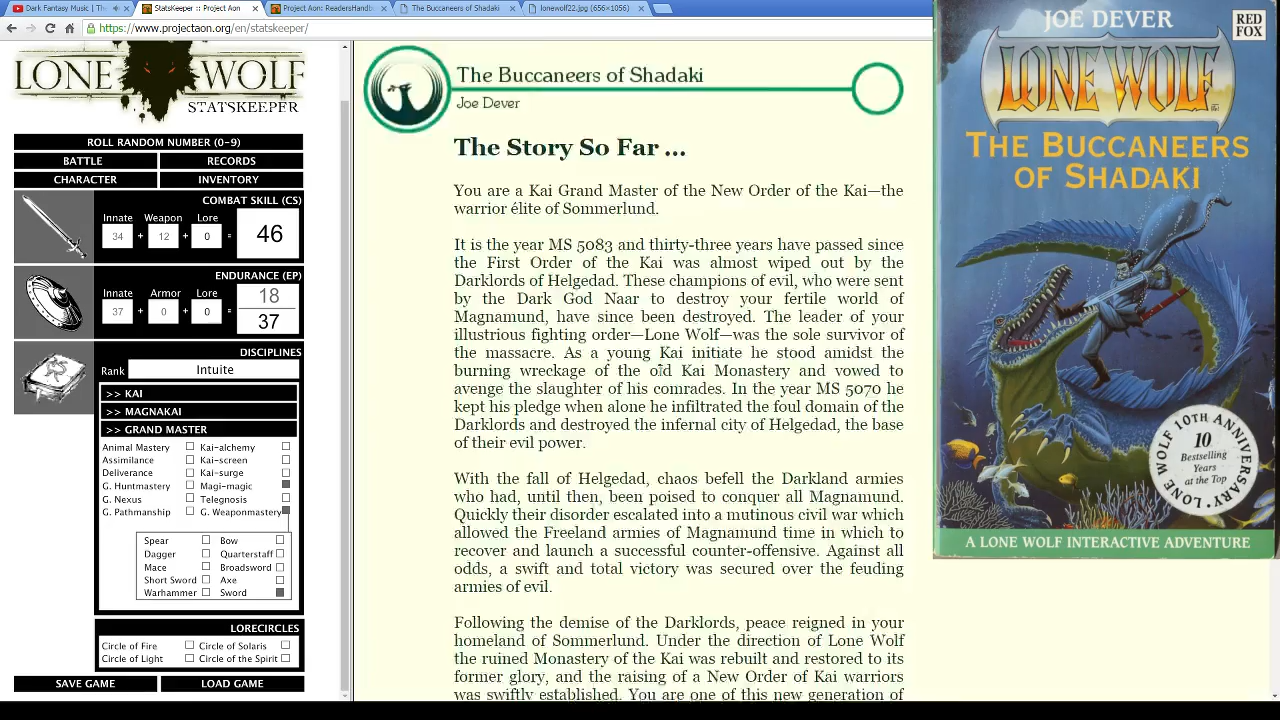 Dark Fantasy Music | Th
StatsKeeper :: Project Aon
Project Aon: ReadersHandb
The Buccaneers of Shadaki
lonewolf22.jpg (656×1056)
https://www.projectaon.org/en/statskeeper/
LONE WOLF
STATSKEEPER
ROLL RANDOM NUMBER (0-9)
BATTLE RECORDS
CHARACTER INVENTORY
COMBAT SKILL (CS)
Innate Weapon Lore
34 + 12 + 0 = 46
ENDURANCE (EP)
Innate Armor Lore 18
37 + 0 + 0 = 37
DISCIPLINES
Rank Intuite
>> KAI
>> MAGNAKAI
>> GRAND MASTER
Animal Mastery Kai-alchemy
Assimilance Kai-screen
Deliverance Kai-surge
G. Huntmastery Magi-magic
G. Nexus Telegnosis
G. Pathmanship G. Weaponmastery
Spear Bow
Dagger Quarterstaff
Mace Broadsword
Short Sword Axe
Warhammer Sword
LORECIRCLES
Circle of Fire Circle of Solaris
Circle of Light Circle of the Spirit
SAVE GAME LOAD GAME
The Buccaneers of Shadaki
Joe Dever
The Story So Far ...
You are a Kai Grand Master of the New Order of the Kai—the
warrior élite of Sommerlund.
It is the year MS 5083 and thirty-three years have passed since
the First Order of the Kai was almost wiped out by the
Darklords of Helgedad. These champions of evil, who were sent
by the Dark God Naar to destroy your fertile world of
Magnamund, have since been destroyed. The leader of your
illustrious fighting order—Lone Wolf—was the sole survivor of
the massacre. As a young Kai initiate he stood amidst the
burning wreckage of the old Kai Monastery and vowed to
avenge the slaughter of his comrades. In the year MS 5070 he
kept his pledge when alone he infiltrated the foul domain of the
Darklords and destroyed the infernal city of Helgedad, the base
of their evil power.
With the fall of Helgedad, chaos befell the Darkland armies
who had, until then, been poised to conquer all Magnamund.
Quickly their disorder escalated into a mutinous civil war which
allowed the Freeland armies of Magnamund time in which to
recover and launch a successful counter-offensive. Against all
odds, a swift and total victory was secured over the feuding
armies of evil.
Following the demise of the Darklords, peace reigned in your
homeland of Sommerlund. Under the direction of Lone Wolf
the ruined Monastery of the Kai was rebuilt and restored to its
former glory, and the raising of a New Order of Kai warriors
was swiftly established. You are one of this new generation of
JOE DEVER
RED
FOX
LONE WOLF
THE BUCCANEERS
OF SHADAKI
LONE WOLF 10TH ANNIVERSARY
10
Bestselling
Years
at the Top
A LONE WOLF INTERACTIVE ADVENTURE